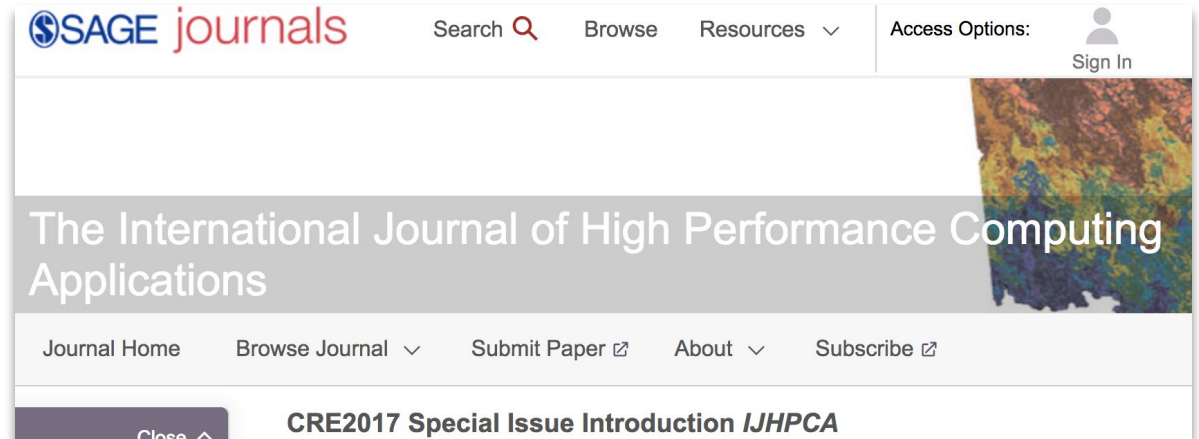 SAGE journals
Search Browse Resources Access Options:
Sign In
The International Journal of High Performance Computing
Applications
Journal Home Browse Journal Submit Paper About Subscribe
Close
CRE2017 Special Issue Introduction IJHPCA